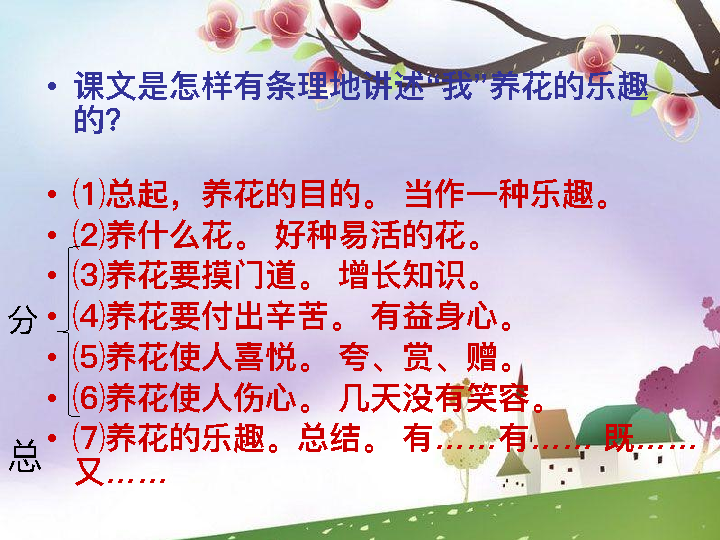 • 课文是怎样有条理地讲述“我”养花的乐趣
的?
• ⑴总起，养花的目的。 当作一种乐趣。
• ⑵养什么花。 好种易活的花。
• ⑶养花要摸门道。 增长知识。
• ⑷养花要付出辛苦。 有益身心。
分
• ⑸养花使人喜悦。 夸、赏、赠。
• ⑹养花使人伤心。 几天没有笑容。
• ⑺养花的乐趣。总结。 有……有…… 既……
总
又……